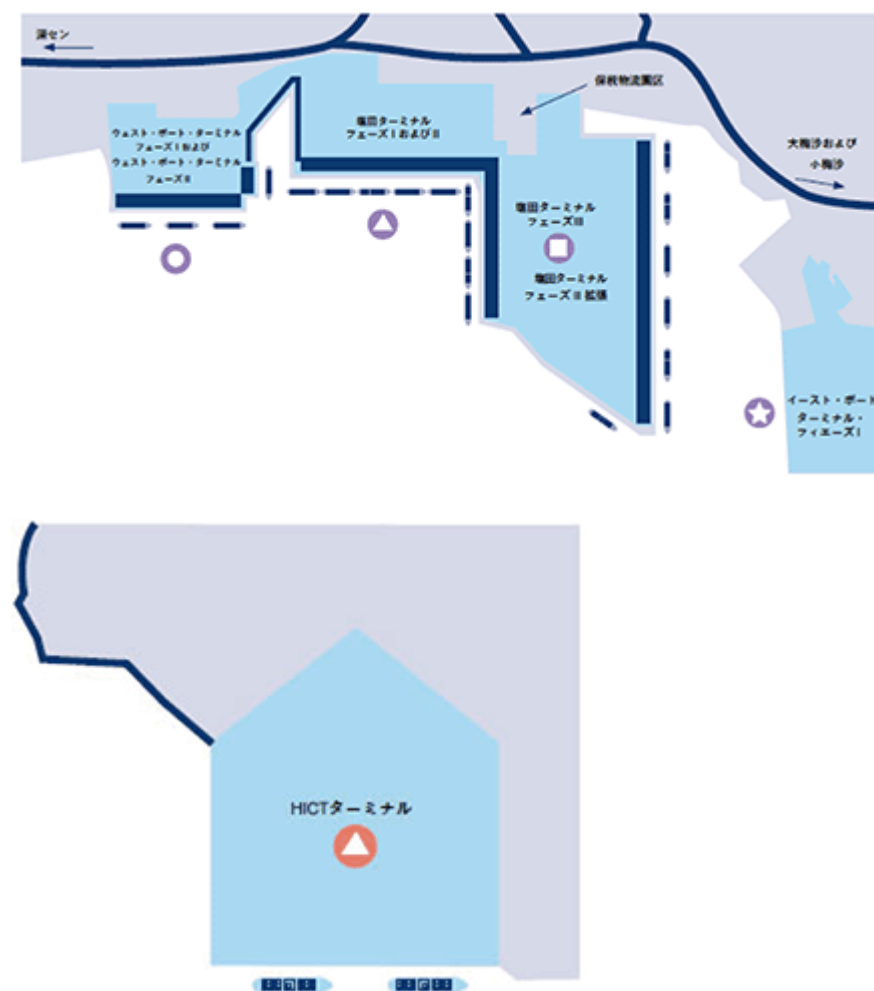 深セン
保税物流園区
ウェスト・ポート・ターミナル
フェーズIおよび
ウェスト・ポート・ターミナル
フェーズII
塩田ターミナル
フェーズIおよびII
大梅沙および
小梅沙
塩田ターミナル
フェーズIII
塩田ターミナル
フェーズIII拡張
イースト・ポート
ターミナル・
フィエーズI
HICTターミナル